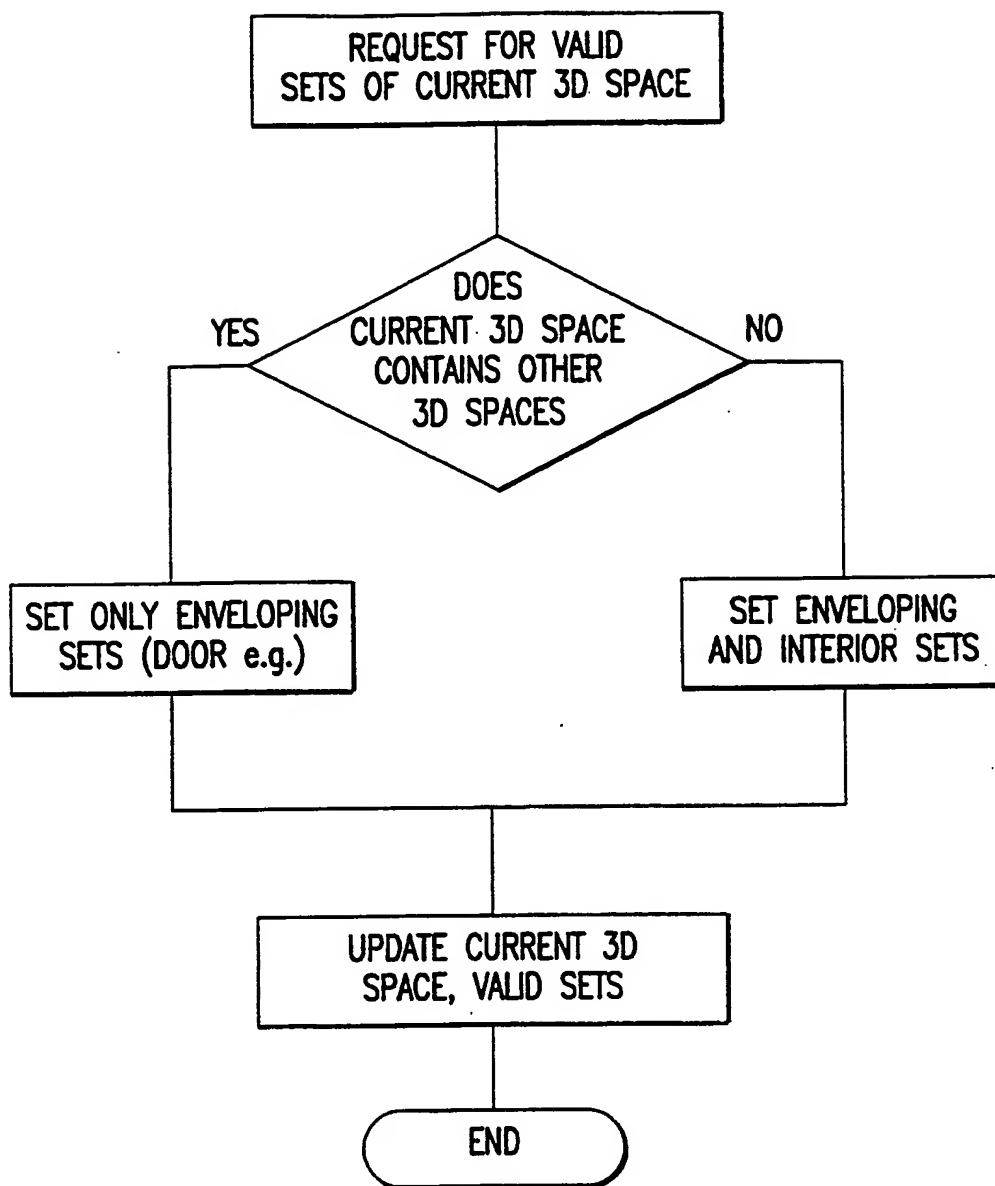 REQUEST FOR VALID
SETS OF CURRENT 3D SPACE
DOES
CURRENT 3D SPACE
CONTAINS OTHER
3D SPACES
YES
NO
SET ONLY ENVELOPING
SETS (DOOR e.g.)
SET ENVELOPING
AND INTERIOR SETS
UPDATE CURRENT 3D
SPACE, VALID SETS
END